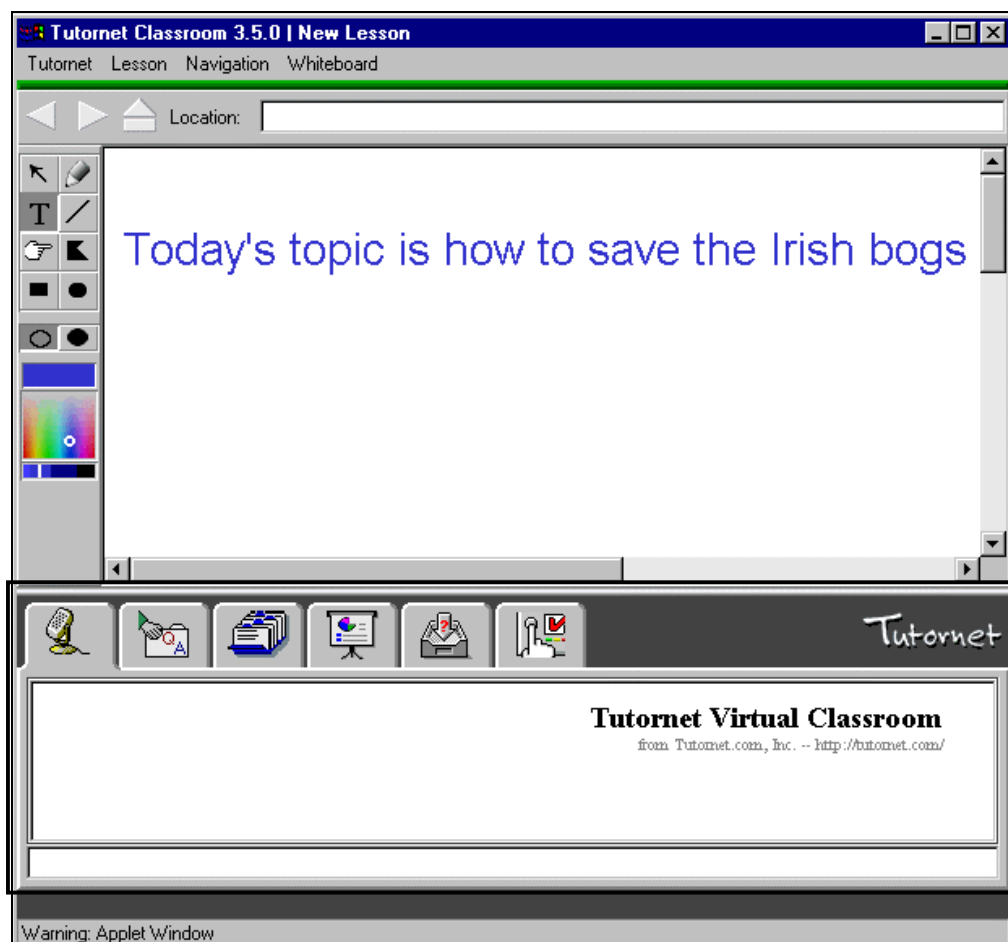 Tutornet Classroom 3.5.0 | New Lesson
Tutornet Lesson Navigation Whiteboard
Location:
T
Today's topic is how to save the Irish bogs
Q A
?
Tutornet
Tutornet Virtual Classroom
from Tutornet.com, Inc. -- http://tutornet.com/
Warning: Applet Window